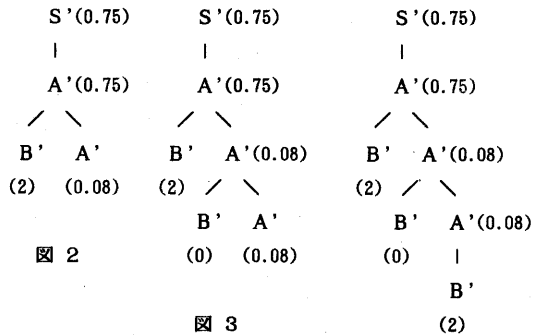 S'(0.75) S'(0.75) S'(0.75)
A'(0.75) A'(0.75) A'(0.75)
B' A' B' A'(0.08) B' A'(0.08)
(2) (0.08) (2) (2)
B' A' B' A'(0.08)
図 2 (0) (0.08) (0)
B'
図 3 (2)